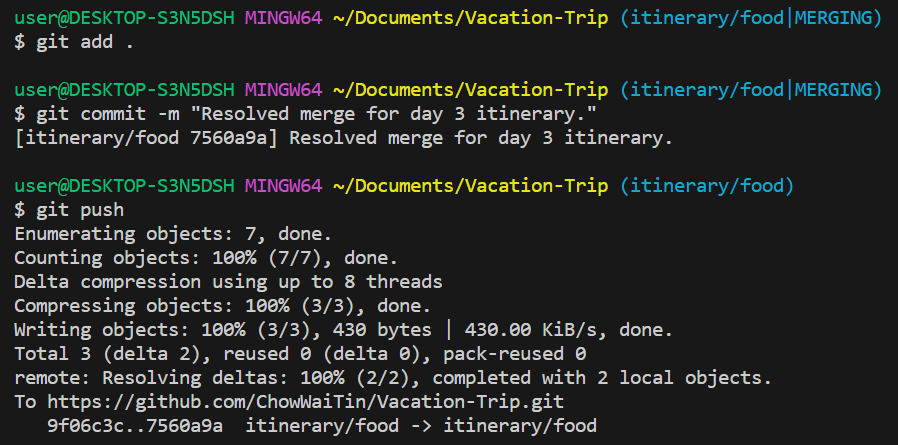 user@DESKTOP-S3N5DSH MINGW64 ~/Documents/Vacation-Trip (itinerary/food|MERGING)
$ git add .
user@DESKTOP-S3N5DSH MINGW64 ~/Documents/Vacation-Trip (itinerary/food|MERGING)
$ git commit -m "Resolved merge for day 3 itinerary."
[itinerary/food 7560a9a] Resolved merge for day 3 itinerary.
user@DESKTOP-S3N5DSH MINGW64 ~/Documents/Vacation-Trip (itinerary/food)
$ git push
Enumerating objects: 7, done.
Counting objects: 100% (7/7), done.
Delta compression using up to 8 threads
Compressing objects: 100% (3/3), done.
Writing objects: 100% (3/3), 430 bytes | 430.00 KiB/s, done.
Total 3 (delta 2), reused 0 (delta 0), pack-reused 0
remote: Resolving deltas: 100% (2/2), completed with 2 local objects.
To https://github.com/ChowWaiTin/Vacation-Trip.git
   9f06c3c..7560a9a  itinerary/food -> itinerary/food